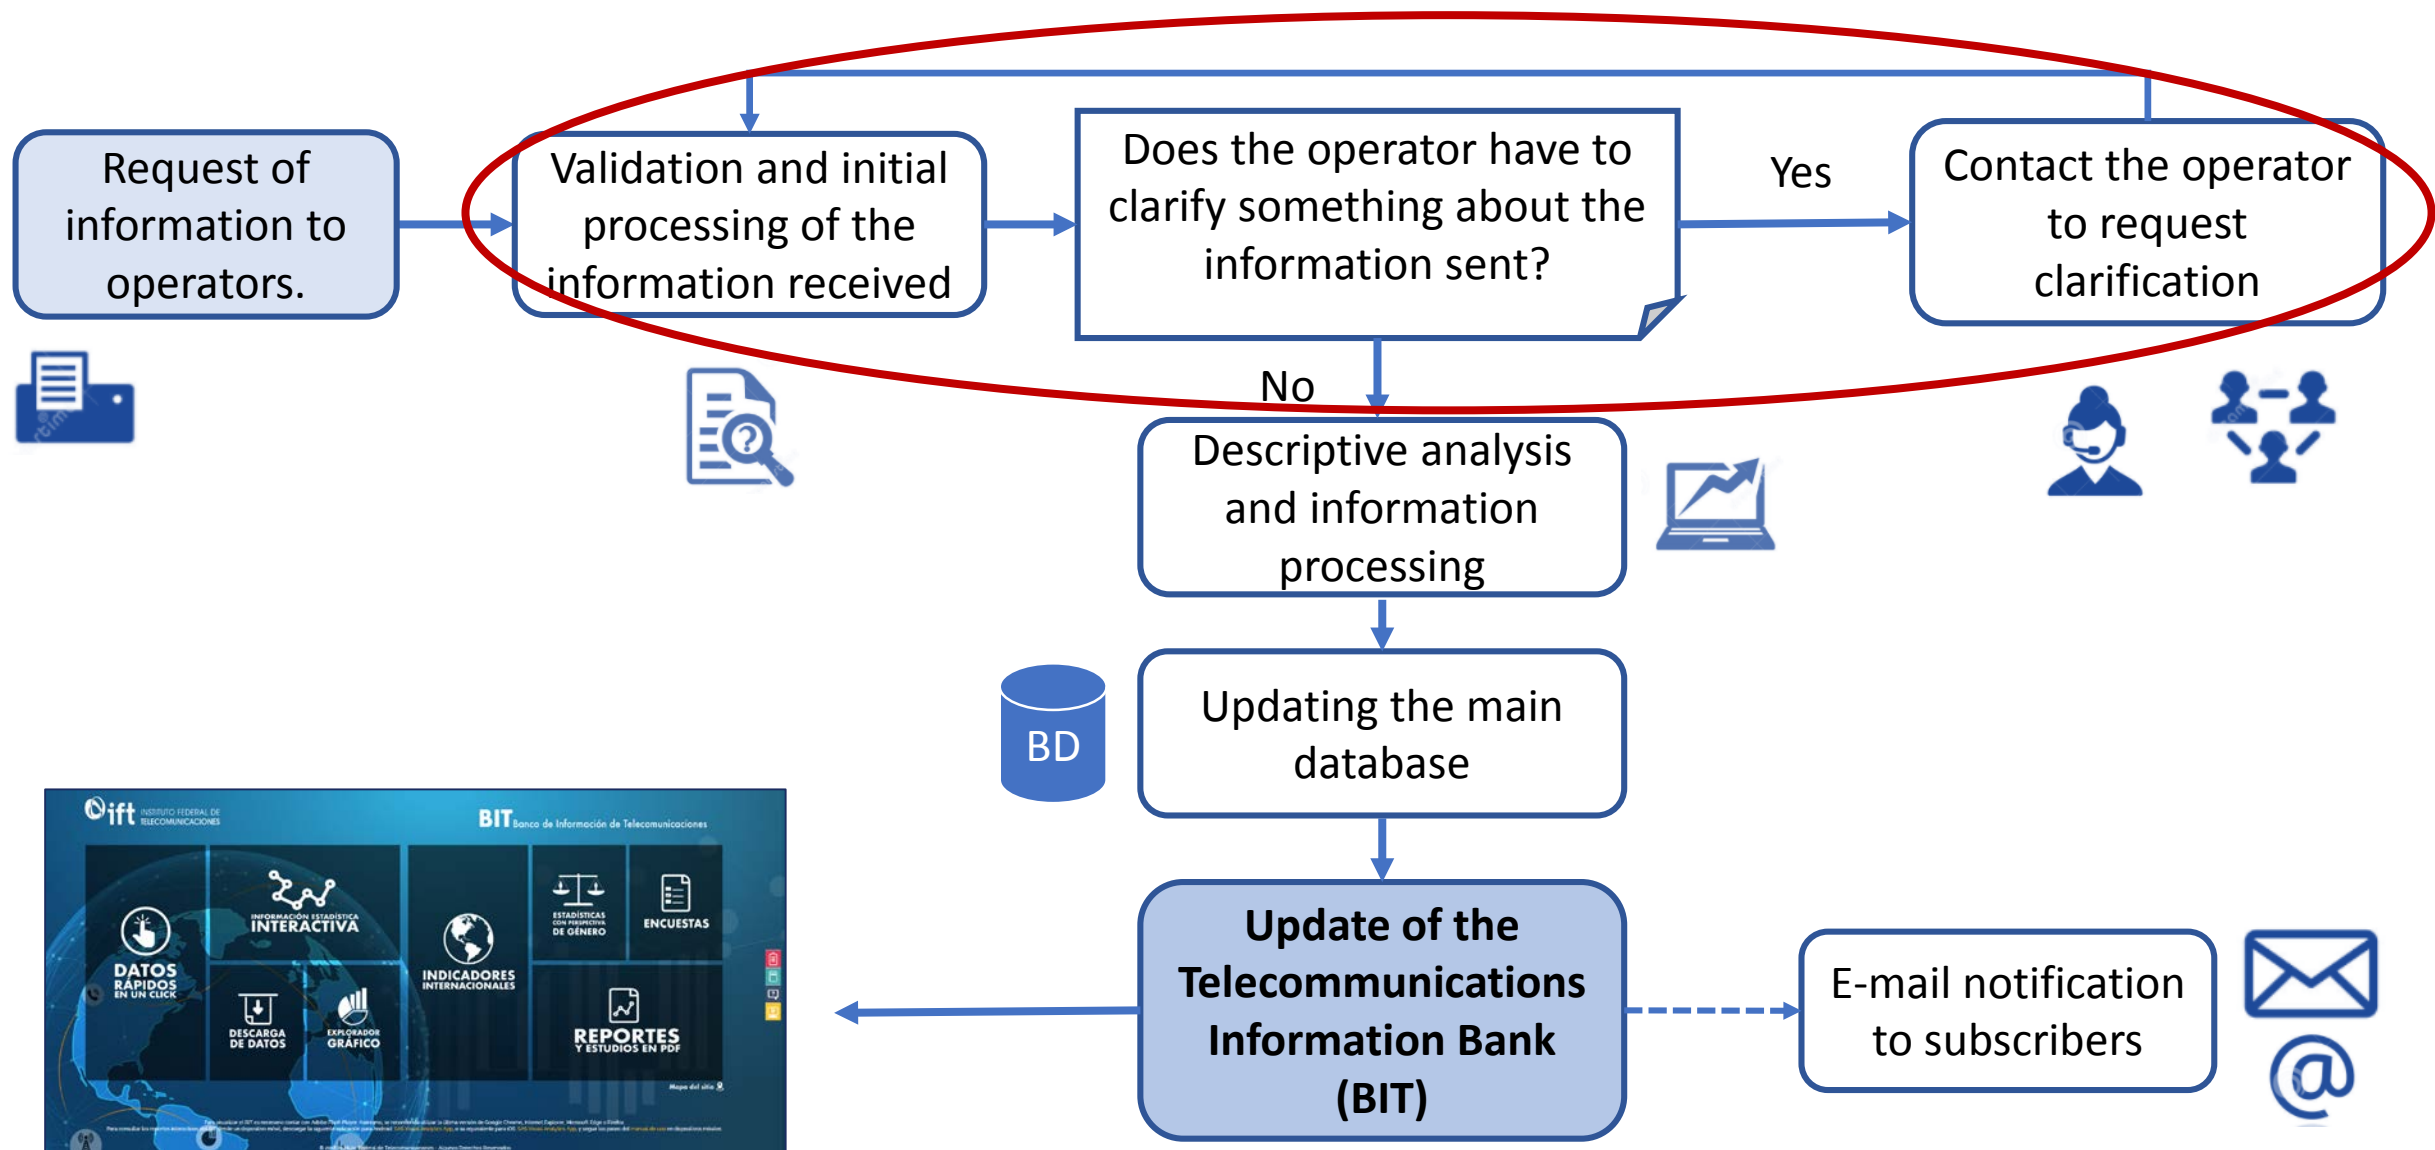 Request of
information to
operators.
Validation and initial
processing of the
information received
Does the operator have to
clarify something about the
information sent?
Yes
Contact the operator
to request
clarification
No
Descriptive analysis
and information
processing
BD
Updating the main
database
Update of the
Telecommunications
Information Bank
(BIT)
E-mail notification
to subscribers
ift INSTITUTO FEDERAL DE
TELECOMUNICACIONES
BIT Banco de Información de Telecomunicaciones
DATOS
RÁPIDOS
EN UN CLICK
INFORMACIÓN ESTADÍSTICA
INTERACTIVA
DESCARGA
DE DATOS
EXPLORADOR
GRÁFICO
INDICADORES
INTERNACIONALES
ESTADÍSTICAS
CON PERSPECTIVA
DE GÉNERO
ENCUESTAS
REPORTES
Y ESTUDIOS EN PDF
Mapa del sitio